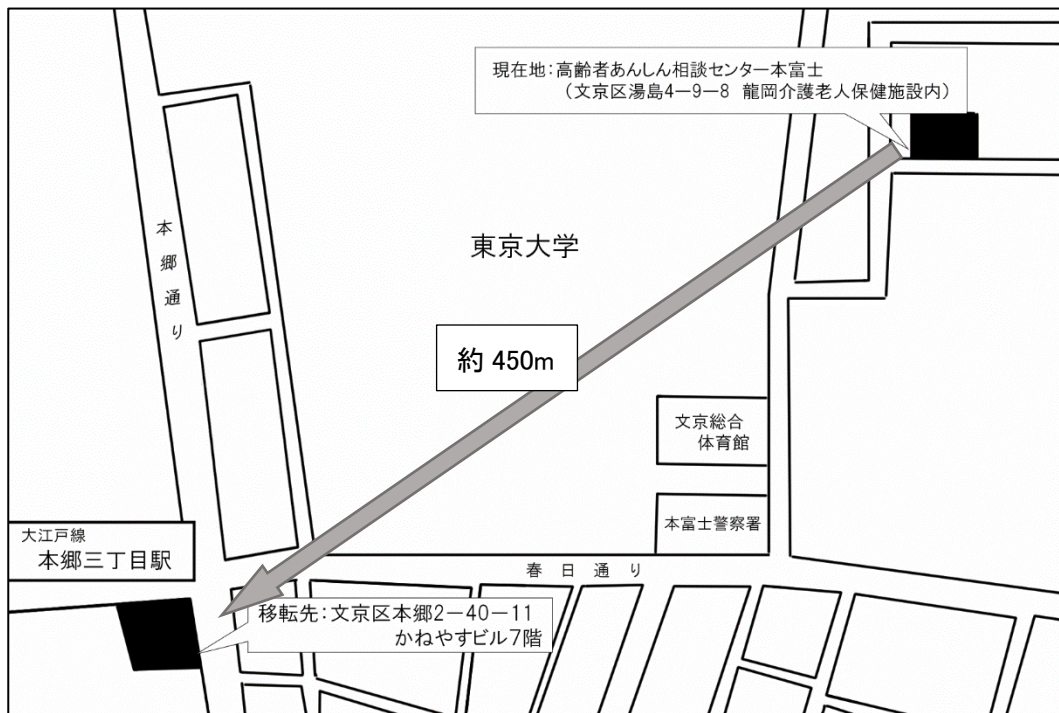 現在地：高齢者あんしん相談センター本富士
（文京区湯島4－9－8 龍岡介護老人保健施設内）
本郷通り
東京大学
約 450m
文京総合
体育館
本富士警察署
大江戸線
本郷三丁目駅
春日通り
移転先：文京区本郷2－40－11
かねやすビル7階